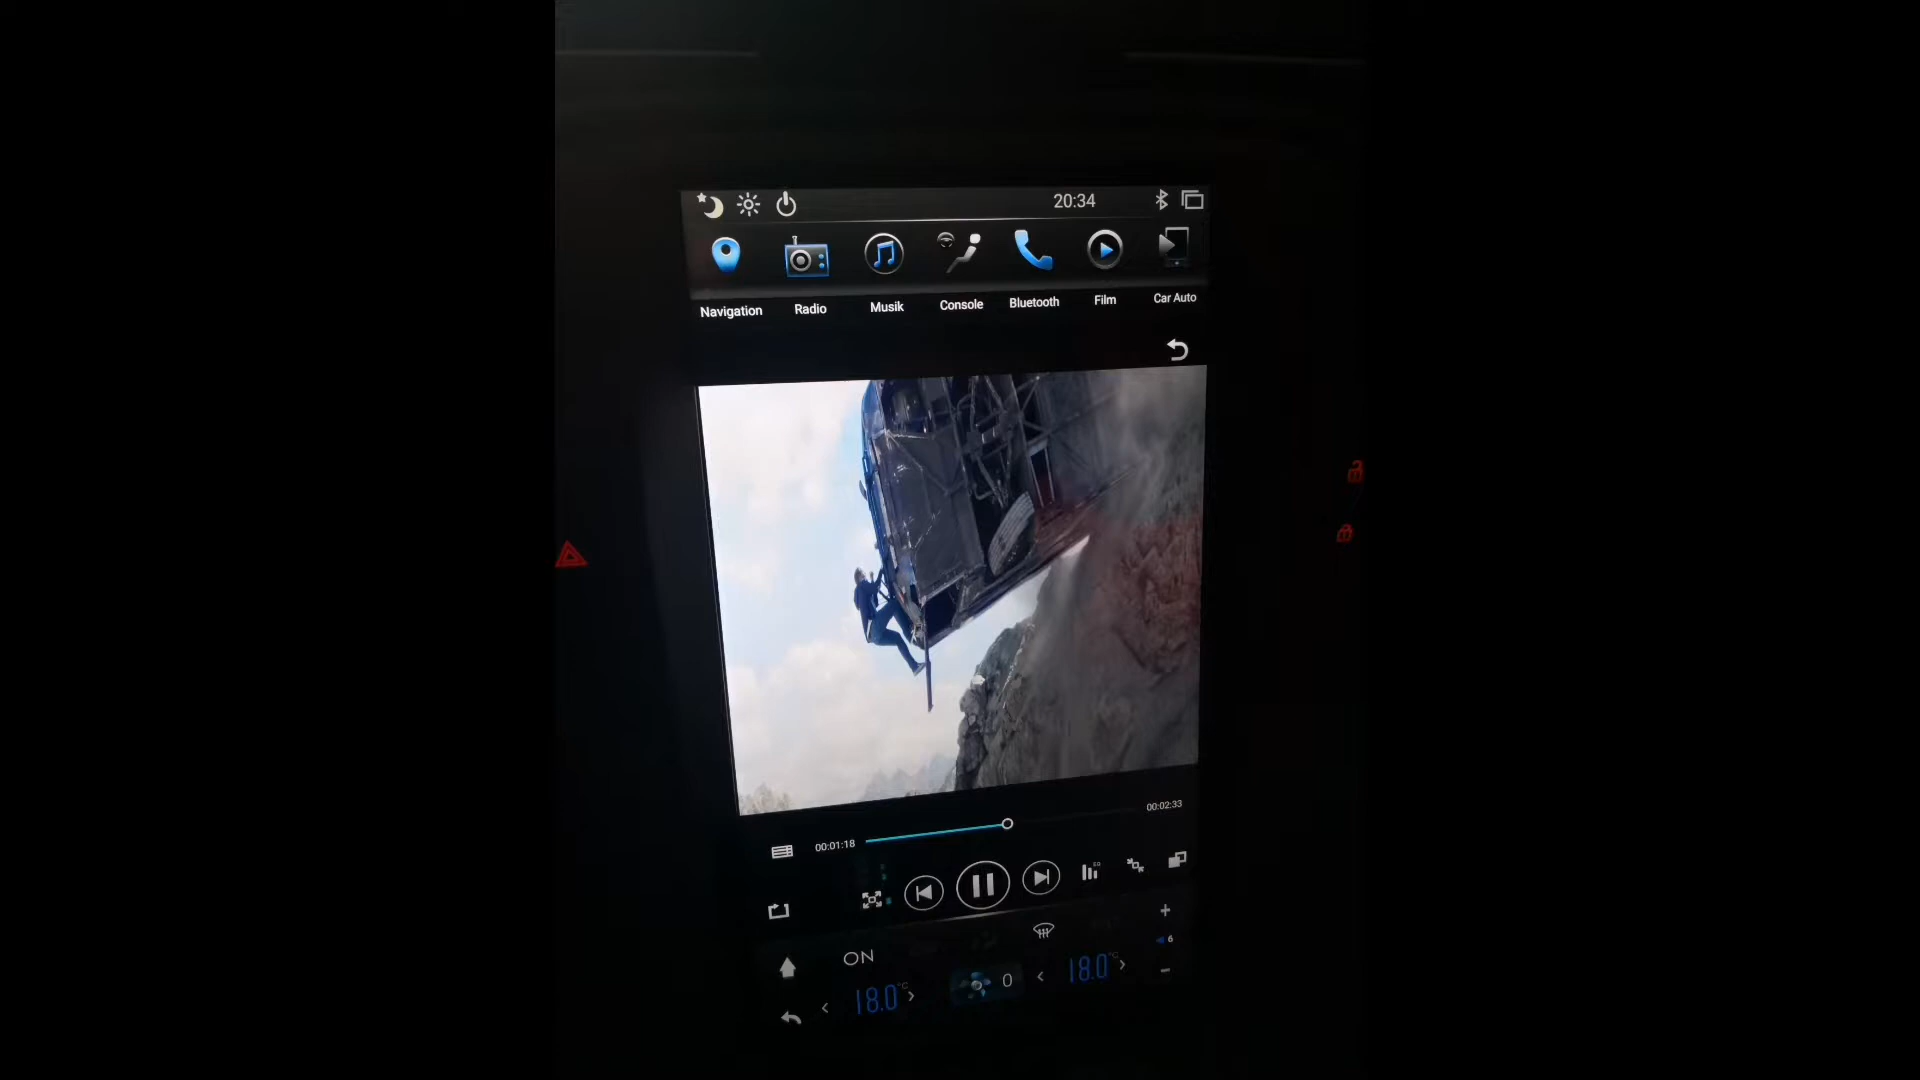 20:34
Navigation Radio Musik Console Bluetooth Film Car Auto
00:01:18 00:02:33
ON
6
18.0°C 0 18.0°C